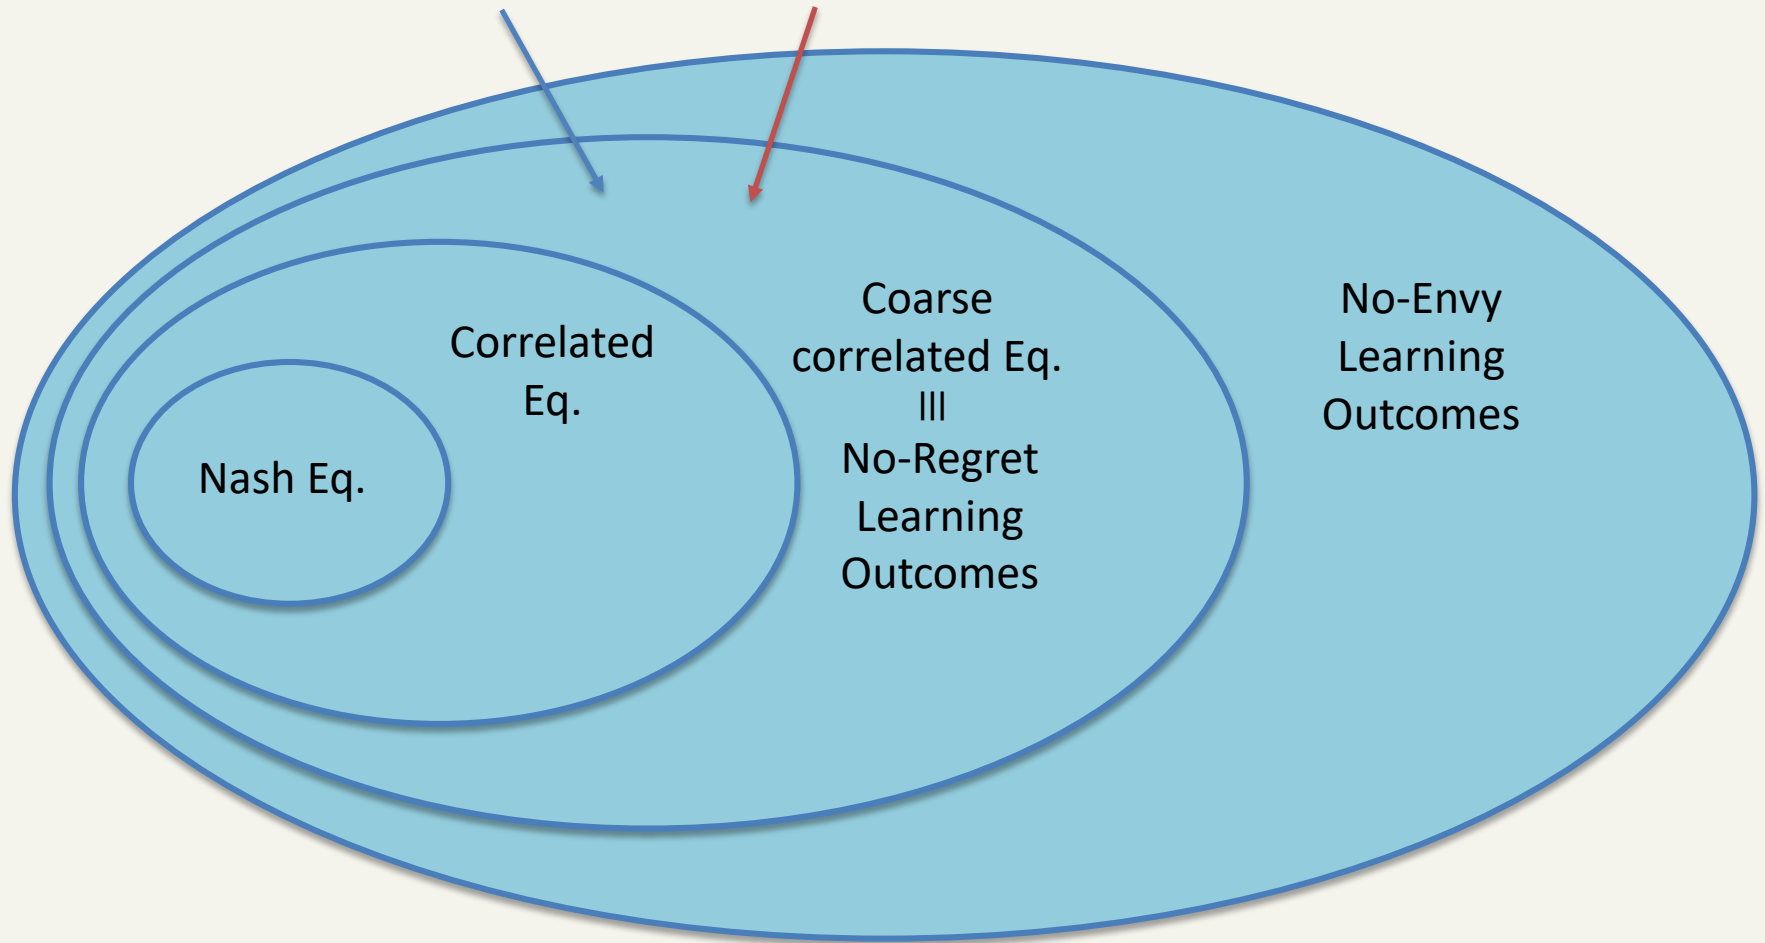 Nash Eq.
Correlated
Eq.
Coarse
correlated Eq.
≡
No-Regret
Learning
Outcomes
No-Envy
Learning
Outcomes